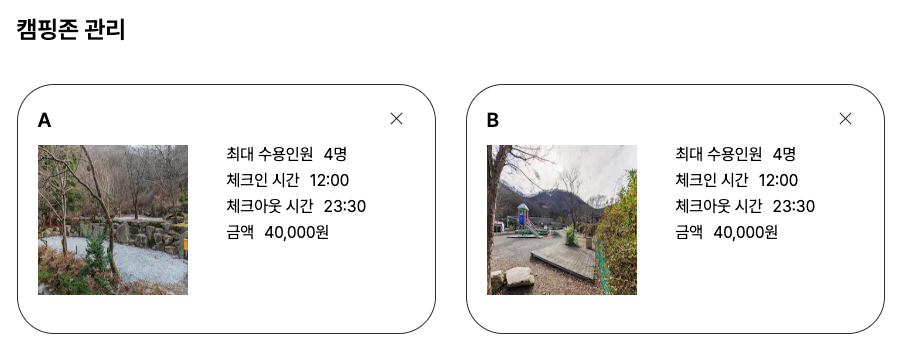 캠핑존 관리
A
최대 수용인원 4명
체크인 시간 12:00
체크아웃 시간 23:30
금액 40,000원
B
최대 수용인원 4명
체크인 시간 12:00
체크아웃 시간 23:30
금액 40,000원